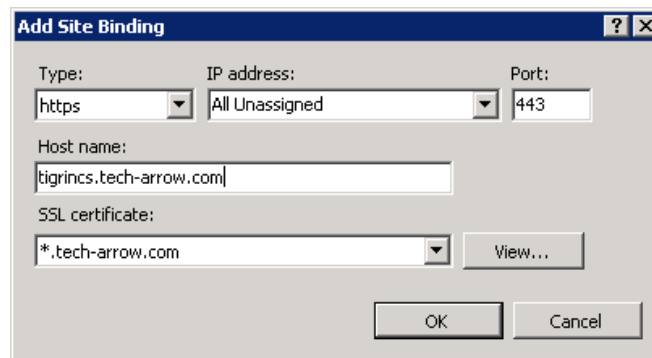 Add Site Binding
Type: IP address: Port:
https All Unassigned 443
Host name:
tigrincs.tech-arrow.com
SSL certificate:
*.tech-arrow.com View...
OK Cancel